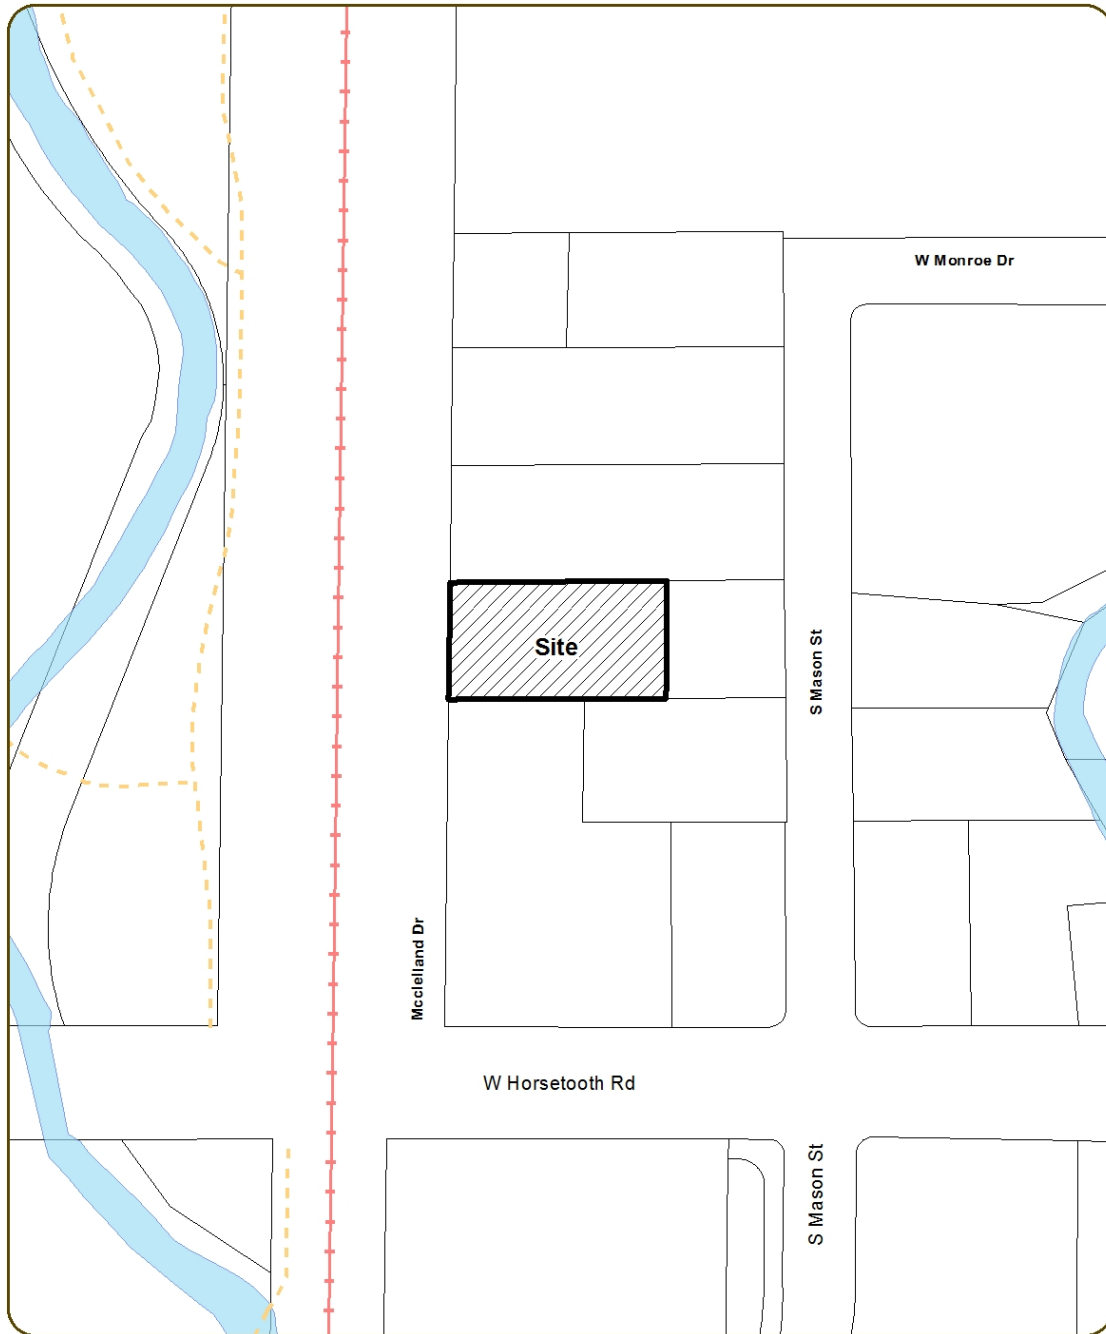 W Monroe Dr
Site
S Mason St
Mcclelland Dr
W Horsetooth Rd
S Mason St